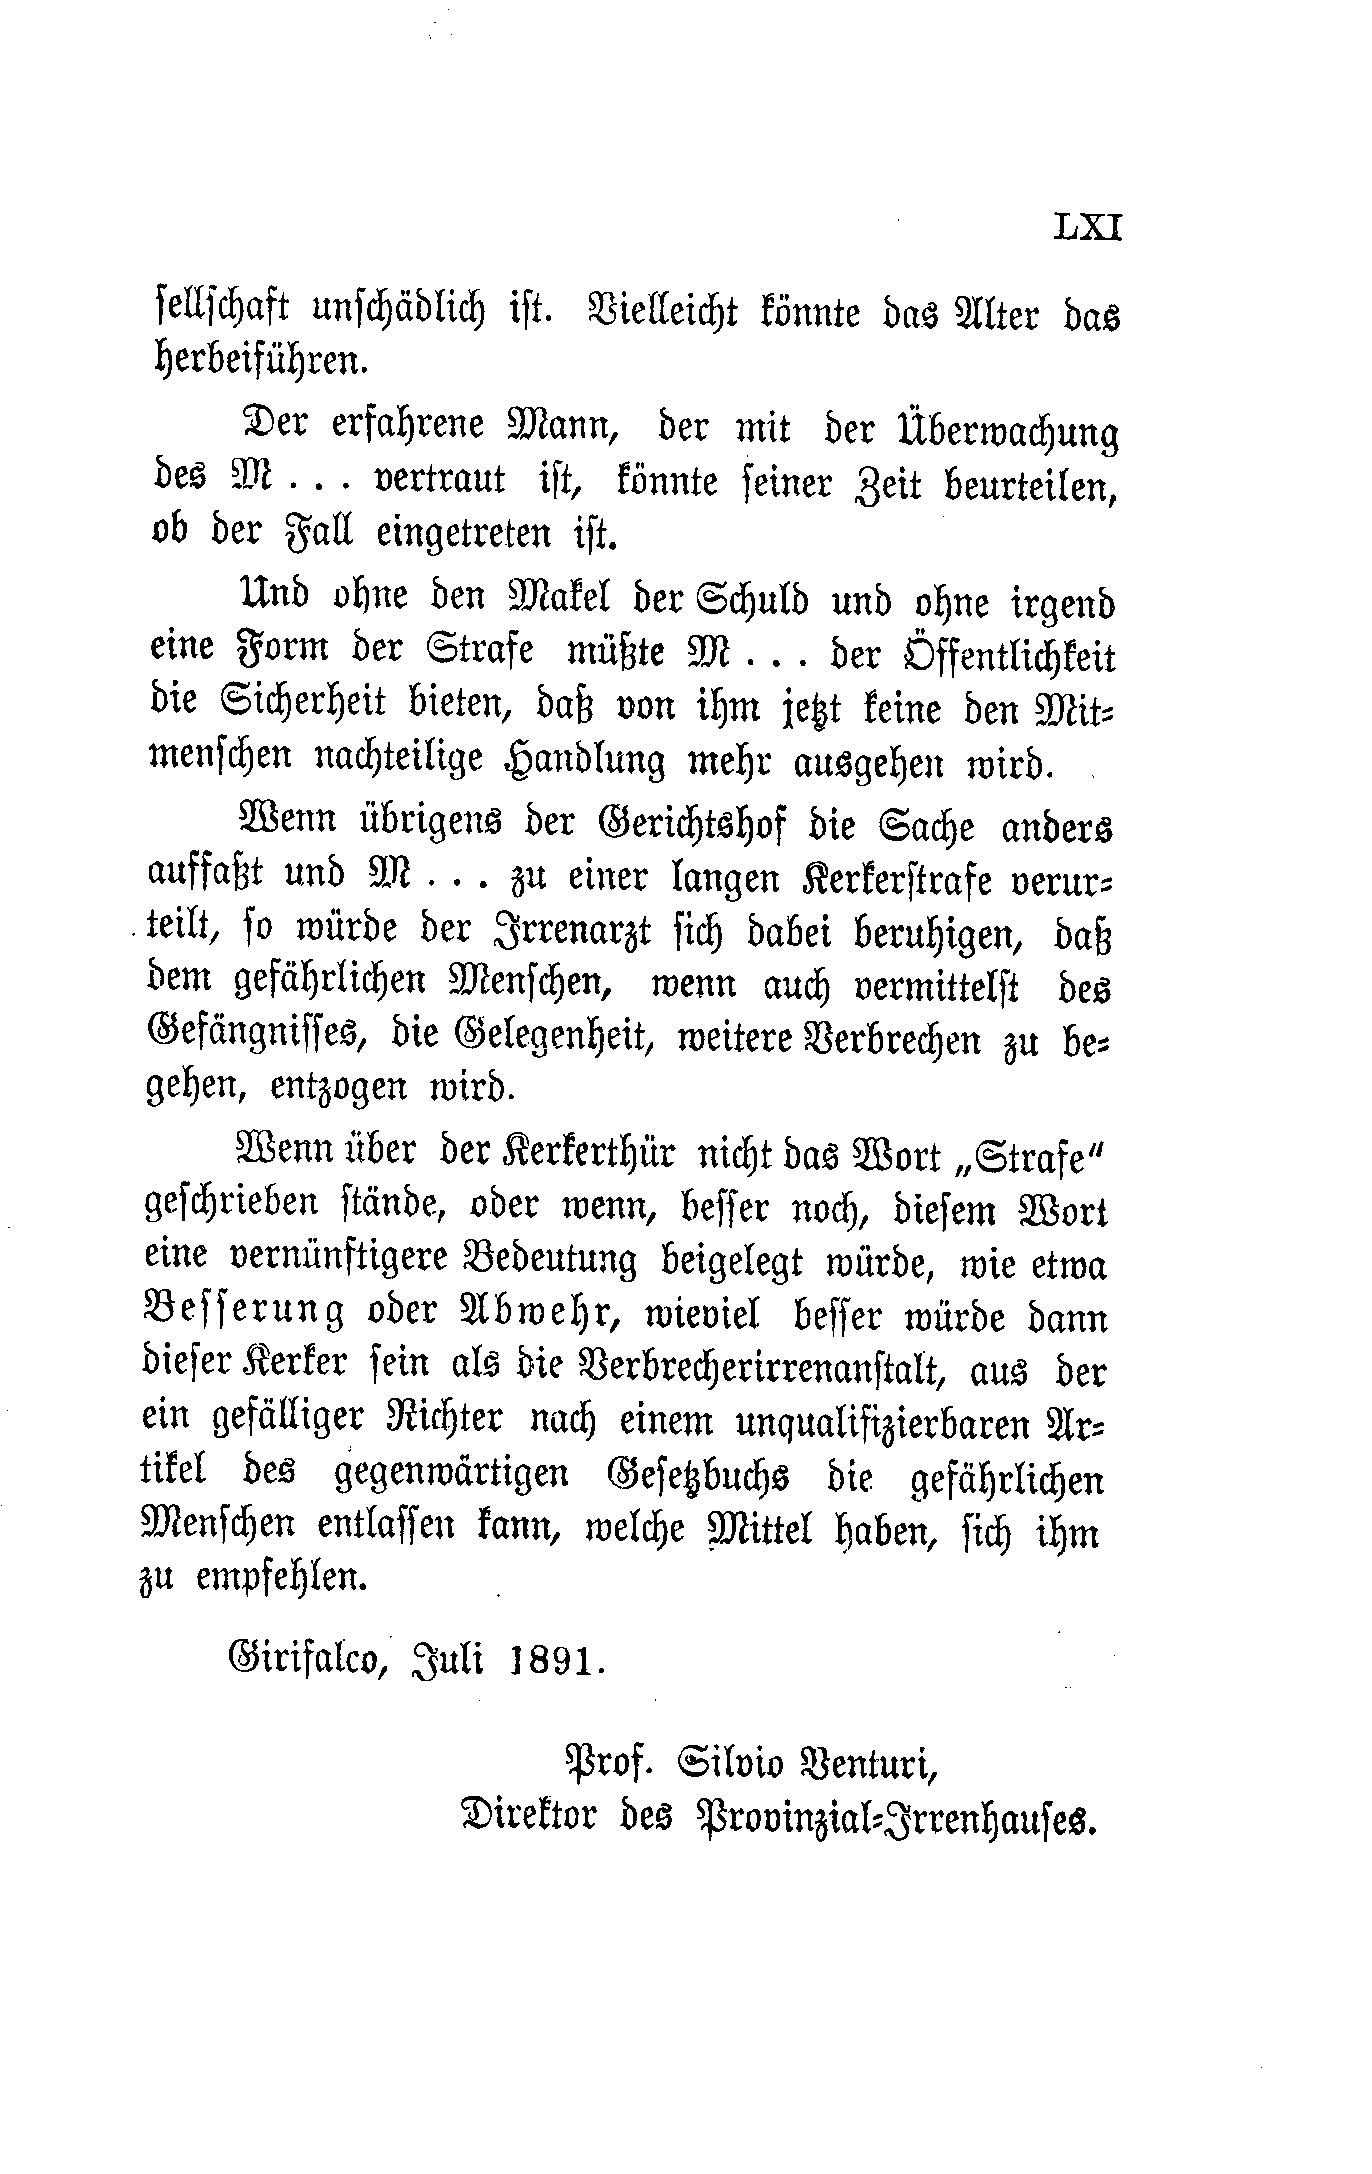 LXI
sellschaft unschädlich ist. Vielleicht könnte das Alter das
herbeiführen.
Der erfahrene Mann, der mit der Überwachung
des M . . . vertraut ist, könnte seiner Zeit beurteilen,
ob der Fall eingetreten ist.
Und ohne den Makel der Schuld und ohne irgend
eine Form der Strafe müßte M . . . der Öffentlichkeit
die Sicherheit bieten, daß von ihm jetzt keine den Mit-
menschen nachteilige Handlung mehr ausgehen wird.
Wenn übrigens der Gerichtshof die Sache anders
auffaßt und M . . . zu einer langen Kerkerstrafe verur-
teilt, so würde der Irrenarzt sich dabei beruhigen, daß
dem gefährlichen Menschen, wenn auch vermittelst des
Gefängnisses, die Gelegenheit, weitere Verbrechen zu be-
gehen, entzogen wird.
Wenn über der Kerkerthür nicht das Wort „Strafe“
geschrieben stände, oder wenn, besser noch, diesem Wort
eine vernünftigere Bedeutung beigelegt würde, wie etwa
Besserung oder Abwehr, wieviel besser würde dann
dieser Kerker sein als die Verbrecherirrenanstalt, aus der
ein gefälliger Richter nach einem unqualifizierbaren Ar-
tikel des gegenwärtigen Gesetzbuchs die gefährlichen
Menschen entlassen kann, welche Mittel haben, sich ihm
zu empfehlen.
Girifalco, Juli 1891.
Prof. Silvio Venturi,
Direktor des Provinzial-Irrenhauses.